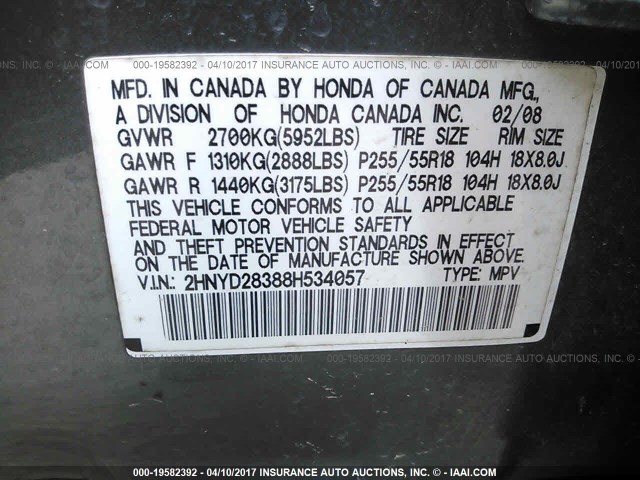 000-19582392 - 04/10/2017 INSURANCE AUTO AUCTIONS, INC. - © IAAI.COM
MFD. IN CANADA BY HONDA OF CANADA MFG.,
A DIVISION OF HONDA CANADA INC. 02/08
GVWR 2700KG(5952LBS) TIRE SIZE RIM SIZE
GAWR F 1310KG(2888LBS) P255/55R18 104H 18X8.0J
GAWR R 1440KG(3175LBS) P255/55R18 104H 18X8.0J
THIS VEHICLE CONFORMS TO ALL APPLICABLE
FEDERAL MOTOR VEHICLE SAFETY
AND THEFT PREVENTION STANDARDS IN EFFECT
ON THE DATE OF MANUFACTURE SHOWN ABOVE.
V.I.N.: 2HNYD28388H534057 TYPE: MPV
000-19582392 - 04/10/2017 INSURANCE AUTO AUCTIONS, INC. - © IAAI.COM
000-19582392 - 04/10/2017 INSURANCE AUTO AUCTIONS, INC. - © IAAI.COM